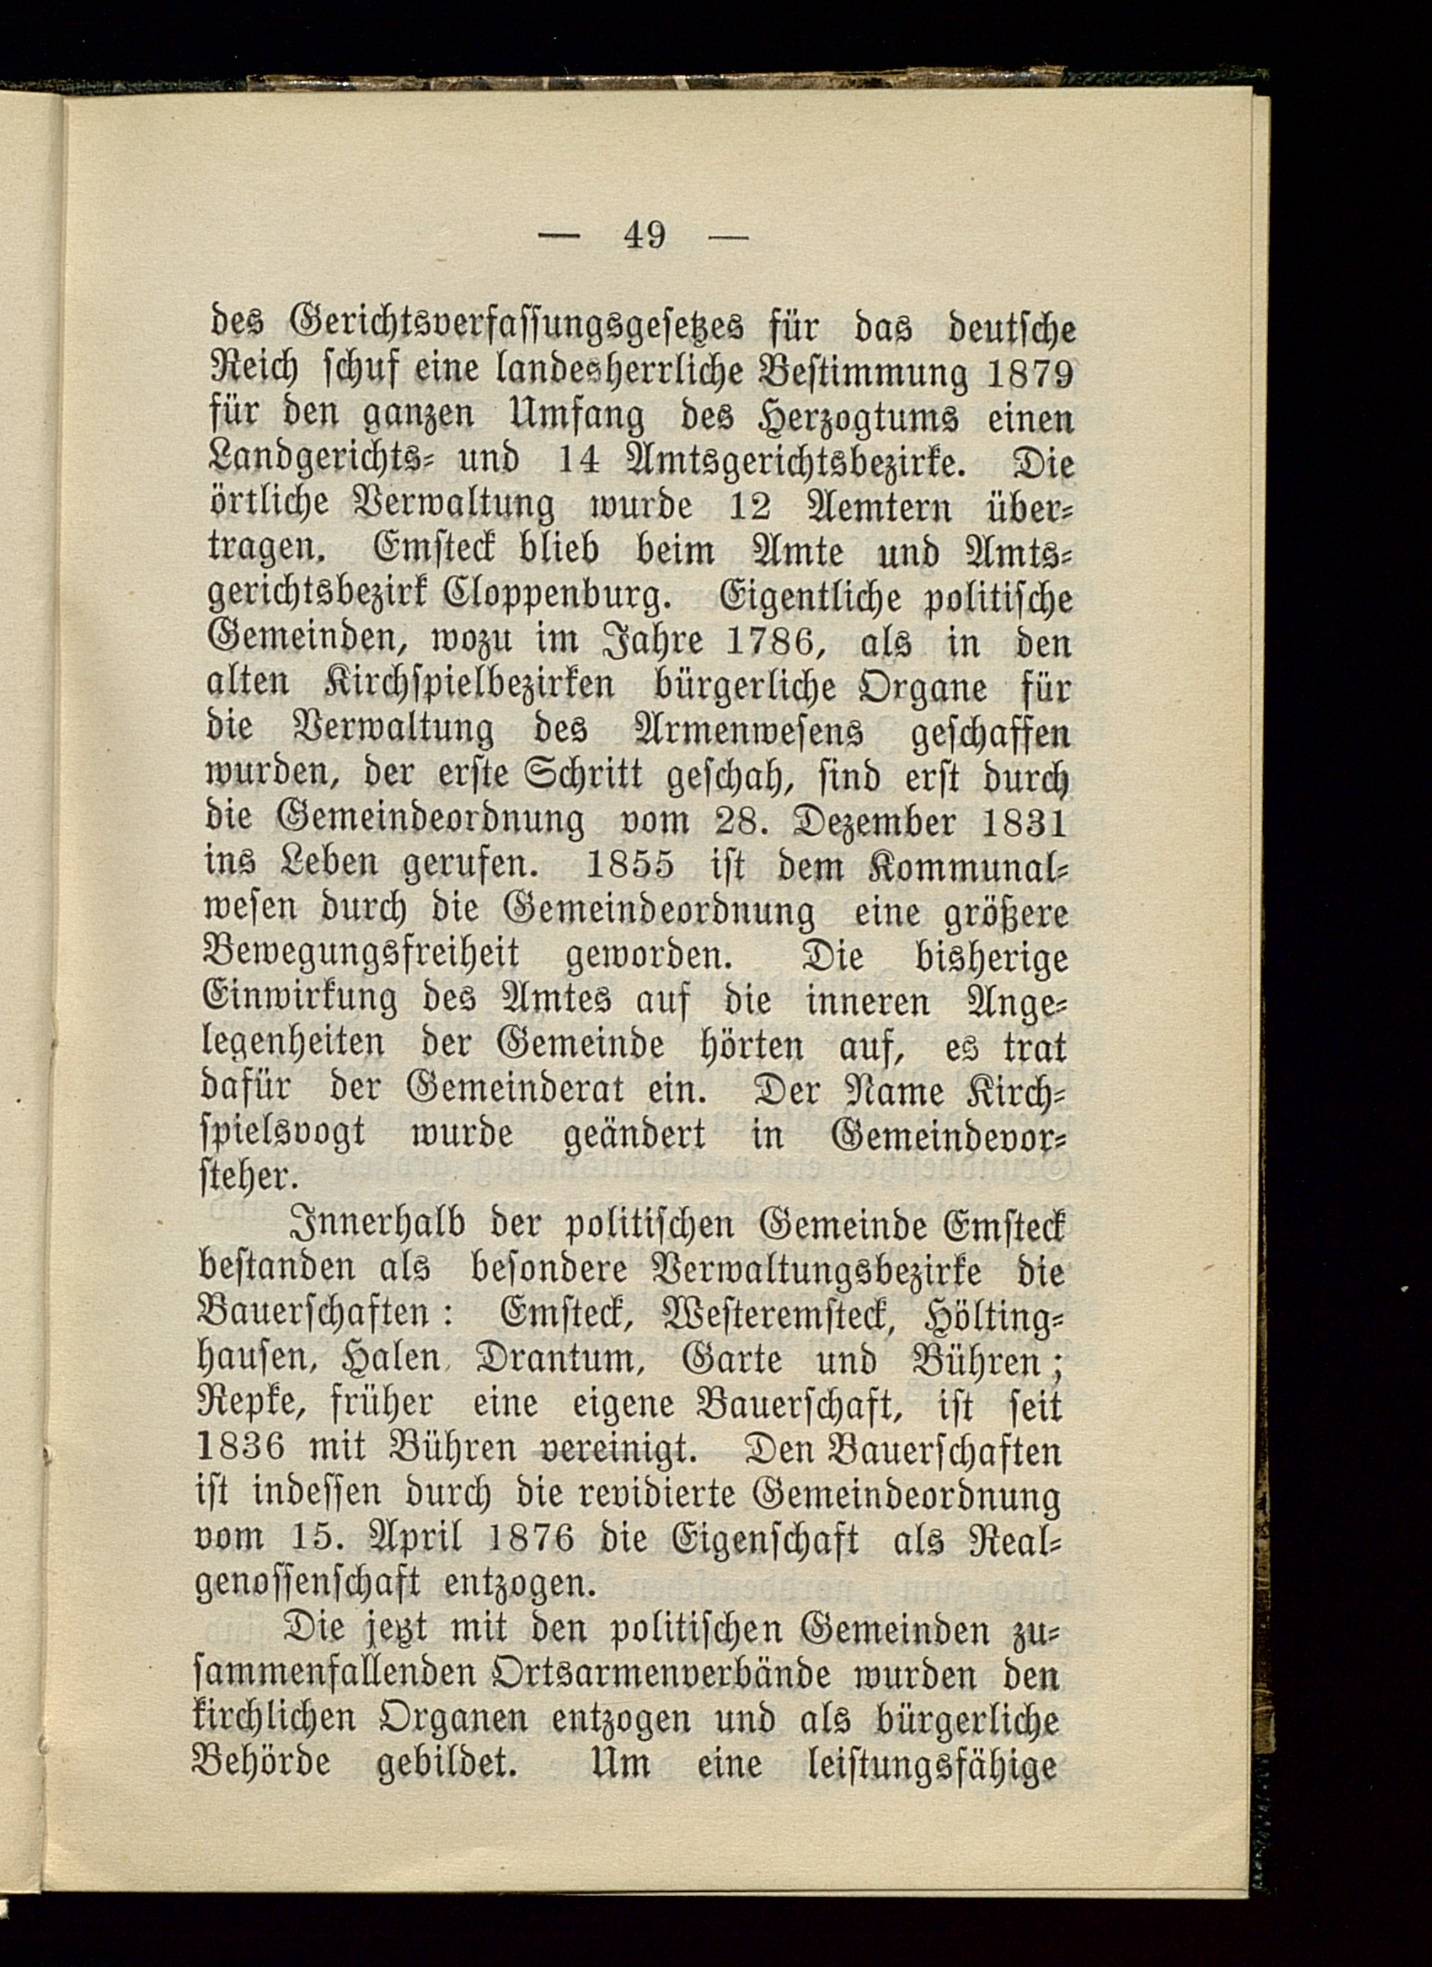 — 49 —
des Gerichtsverfassungsgesetzes für das deutsche
Reich schuf eine landesherrliche Bestimmung 1879
für den ganzen Umfang des Herzogtums einen
Landgerichts- und 14 Amtsgerichtsbezirke. Die
örtliche Verwaltung wurde 12 Aemtern über-
tragen. Emsteck blieb beim Amte und Amts-
gerichtsbezirk Cloppenburg. Eigentliche politische
Gemeinden, wozu im Jahre 1786, als in den
alten Kirchspielbezirken bürgerliche Organe für
die Verwaltung des Armenwesens geschaffen
wurden, der erste Schritt geschah, sind erst durch
die Gemeindeordnung vom 28. Dezember 1831
ins Leben gerufen. 1855 ist dem Kommunal-
wesen durch die Gemeindeordnung eine größere
Bewegungsfreiheit geworden. Die bisherige
Einwirkung des Amtes auf die inneren Ange-
legenheiten der Gemeinde hörten auf, es trat
dafür der Gemeinderat ein. Der Name Kirch-
spielsvogt wurde geändert in Gemeindevor-
steher.
Innerhalb der politischen Gemeinde Emsteck
bestanden als besondere Verwaltungsbezirke die
Bauerschaften: Emsteck, Westeremsteck, Hölting-
hausen, Halen, Drantum, Garte und Bühren;
Repke, früher eine eigene Bauerschaft, ist seit
1836 mit Bühren vereinigt. Den Bauerschaften
ist indessen durch die revidierte Gemeindeordnung
vom 15. April 1876 die Eigenschaft als Real-
genossenschaft entzogen.
Die jetzt mit den politischen Gemeinden zu-
sammenfallenden Ortsarmenverbände wurden den
kirchlichen Organen entzogen und als bürgerliche
Behörde gebildet. Um eine leistungsfähige